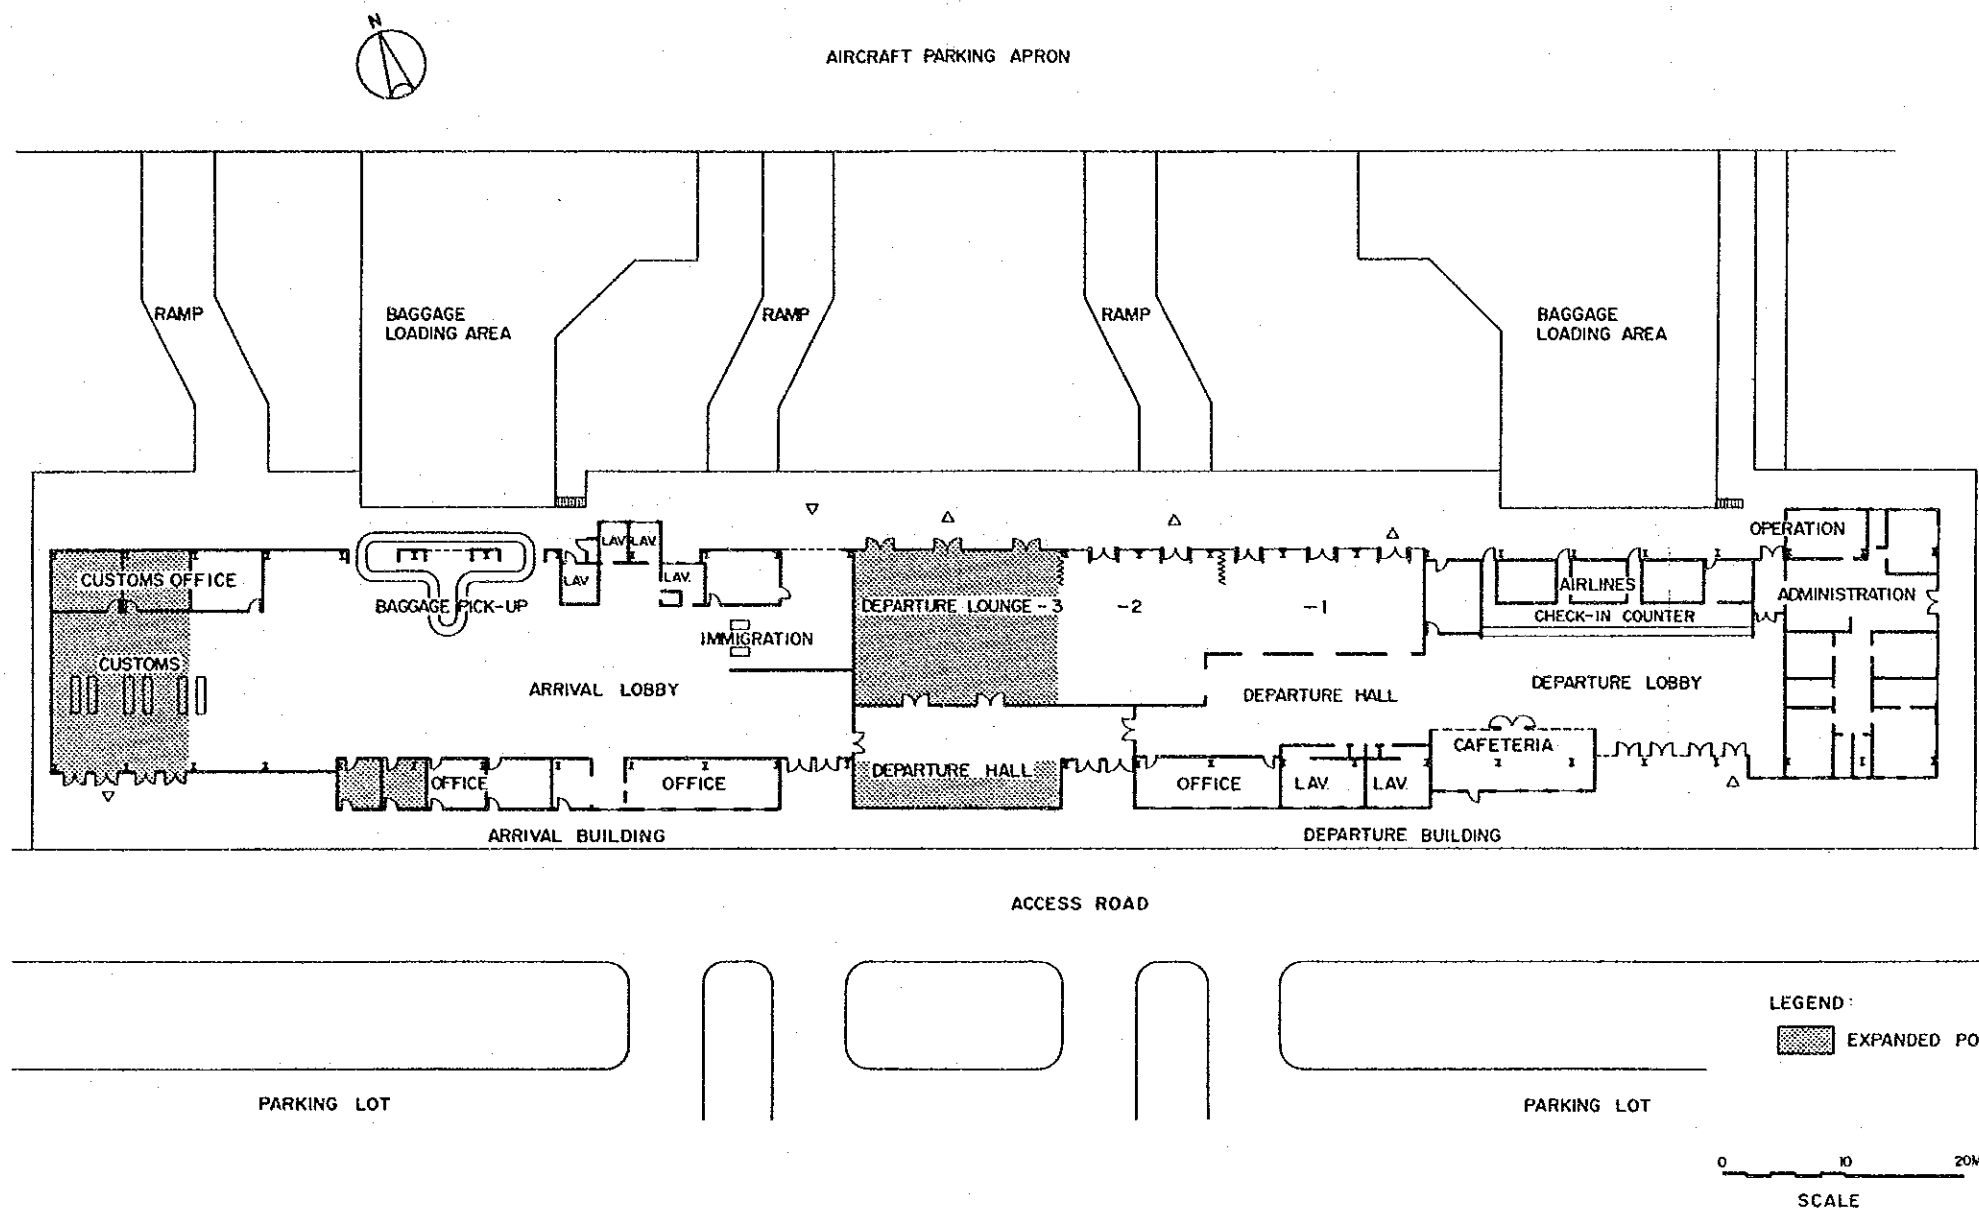 N
AIRCRAFT PARKING APRON
RAMP
BAGGAGE
LOADING AREA
RAMP
RAMP
BAGGAGE
LOADING AREA
OPERATION
LAV.
LAV.
LAV.
LAV.
CUSTOMS OFFICE
BAGGAGE PICK-UP
DEPARTURE LOUNGE -3
-2
-1
AIRLINES
CHECK-IN COUNTER
ADMINISTRATION
IMMIGRATION
CUSTOMS
ARRIVAL LOBBY
DEPARTURE HALL
DEPARTURE LOBBY
CAFETERIA
OFFICE
OFFICE
DEPARTURE HALL
OFFICE
LAV.
LAV.
ARRIVAL BUILDING
DEPARTURE BUILDING
ACCESS ROAD
LEGEND:
EXPANDED PO
PARKING LOT
PARKING LOT
0 10 20M
SCALE